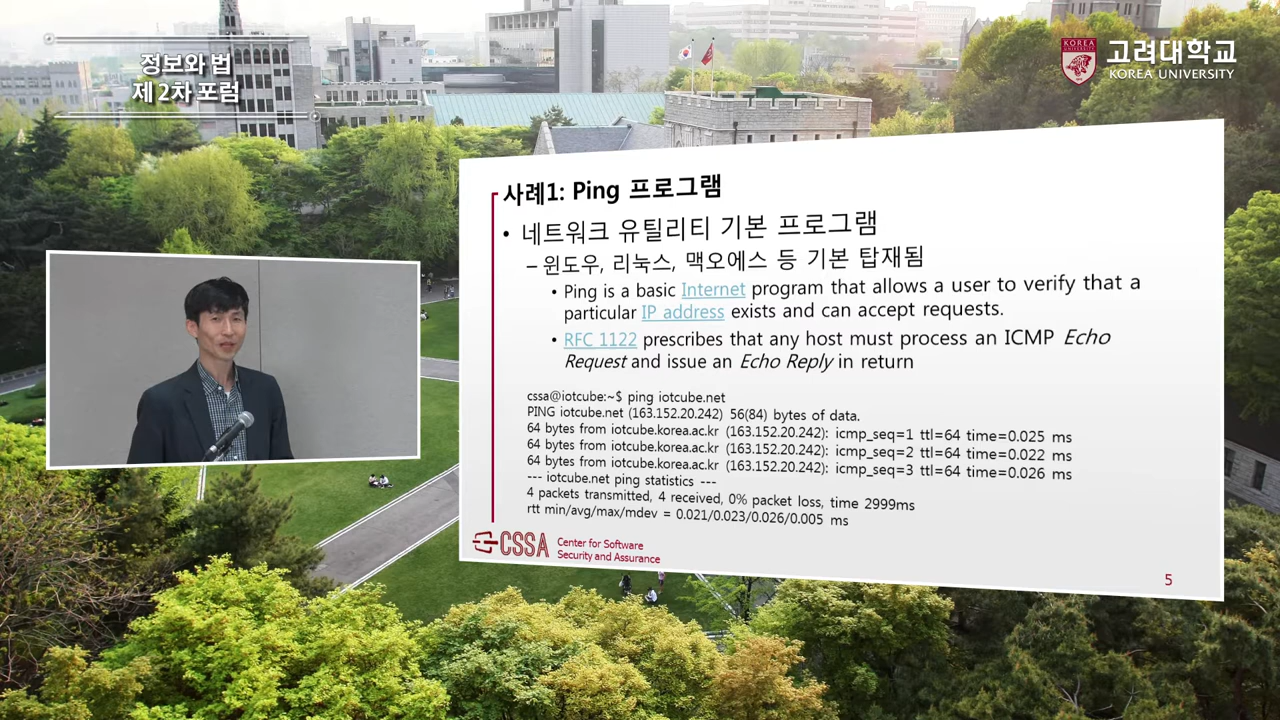 정보와 법
제 2차 포럼
KOREA
UNIVERSITY
고려대학교
KOREA UNIVERSITY
사례1: Ping 프로그램
• 네트워크 유틸리티 기본 프로그램
– 윈도우, 리눅스, 맥오에스 등 기본 탑재됨
• Ping is a basic Internet program that allows a user to verify that a
particular IP address exists and can accept requests.
• RFC 1122 prescribes that any host must process an ICMP Echo
Request and issue an Echo Reply in return
cssa@iotcube:~$ ping iotcube.net
PING iotcube.net (163.152.20.242) 56(84) bytes of data.
64 bytes from iotcube.korea.ac.kr (163.152.20.242): icmp_seq=1 ttl=64 time=0.025 ms
64 bytes from iotcube.korea.ac.kr (163.152.20.242): icmp_seq=2 ttl=64 time=0.022 ms
64 bytes from iotcube.korea.ac.kr (163.152.20.242): icmp_seq=3 ttl=64 time=0.026 ms
--- iotcube.net ping statistics ---
4 packets transmitted, 4 received, 0% packet loss, time 2999ms
rtt min/avg/max/mdev = 0.021/0.023/0.026/0.005 ms
CSSA
Center for Software
Security and Assurance
5